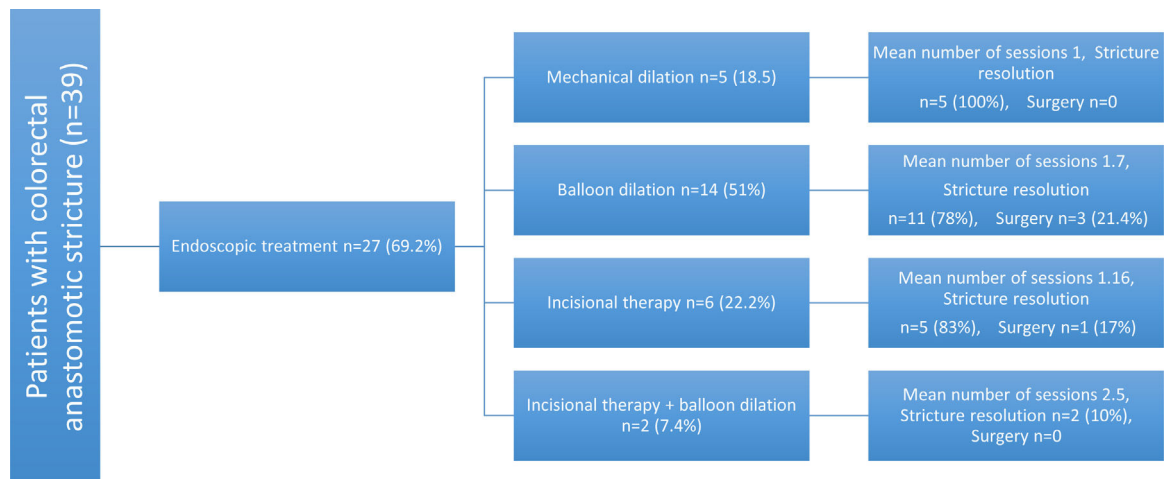 Patients with colorectal
anastomotic stricture (n=39)
Endoscopic treatment n=27 (69.2%)
Mechanical dilation n=5 (18.5)
Mean number of sessions 1, Stricture
resolution
n=5 (100%), Surgery n=0
Balloon dilation n=14 (51%)
Mean number of sessions 1.7,
Stricture resolution
n=11 (78%), Surgery n=3 (21.4%)
Incisional therapy n=6 (22.2%)
Mean number of sessions 1.16,
Stricture resolution
n=5 (83%), Surgery n=1 (17%)
Incisional therapy + balloon dilation
n=2 (7.4%)
Mean number of sessions 2.5,
Stricture resolution n=2 (10%),
Surgery n=0